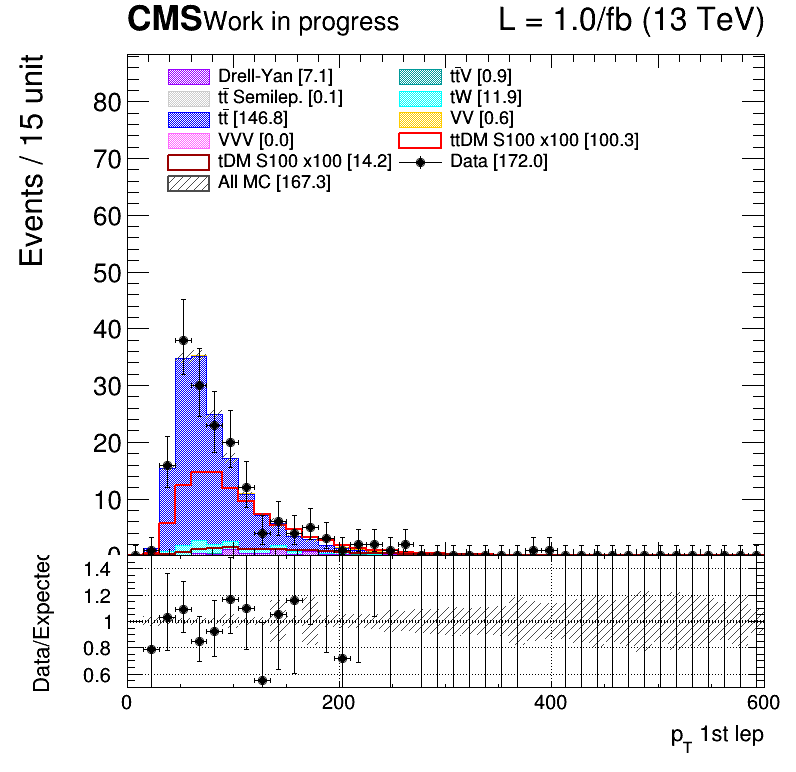 CMS Work in progress L = 1.0/fb (13 TeV)
Drell-Yan [7.1] tt̄V [0.9]
tt̄ Semilep. [0.1] tW [11.9]
tt̄ [146.8] VV [0.6]
VVV [0.0] ttDM S100 x100 [100.3]
tDM S100 x100 [14.2] Data [172.0]
All MC [167.3]
Events / 15 unit
80
70
60
50
40
30
20
10
0
Data/Expected
1.4
1.2
1
0.8
0.6
0 200 400 600
p_T 1st lep